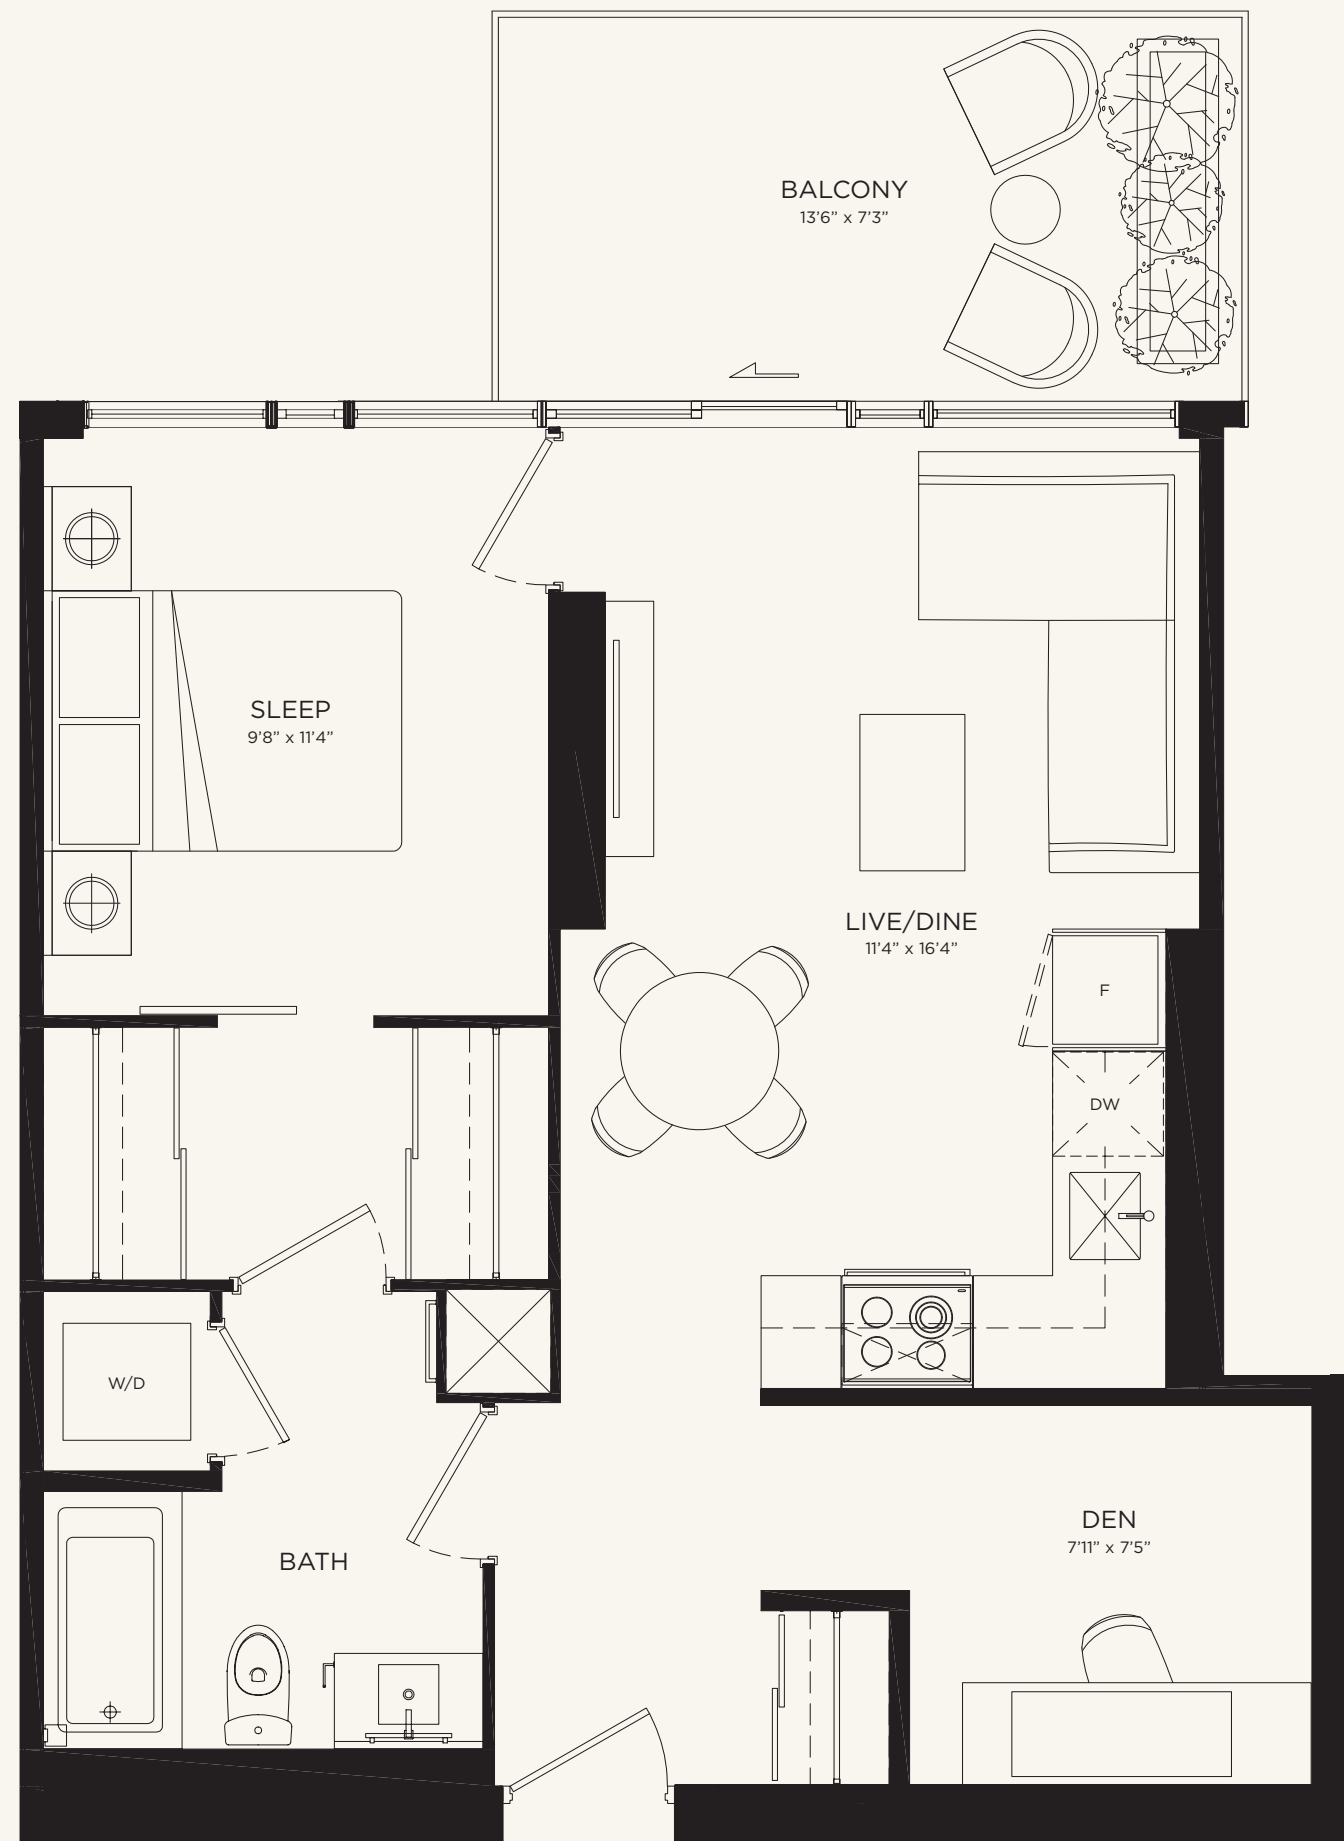 BALCONY
13’6” x 7’3”
SLEEP
9’8” x 11’4”
LIVE/DINE
11’4” x 16’4”
F
DW
W/D
DEN
7’11” x 7’5”
BATH